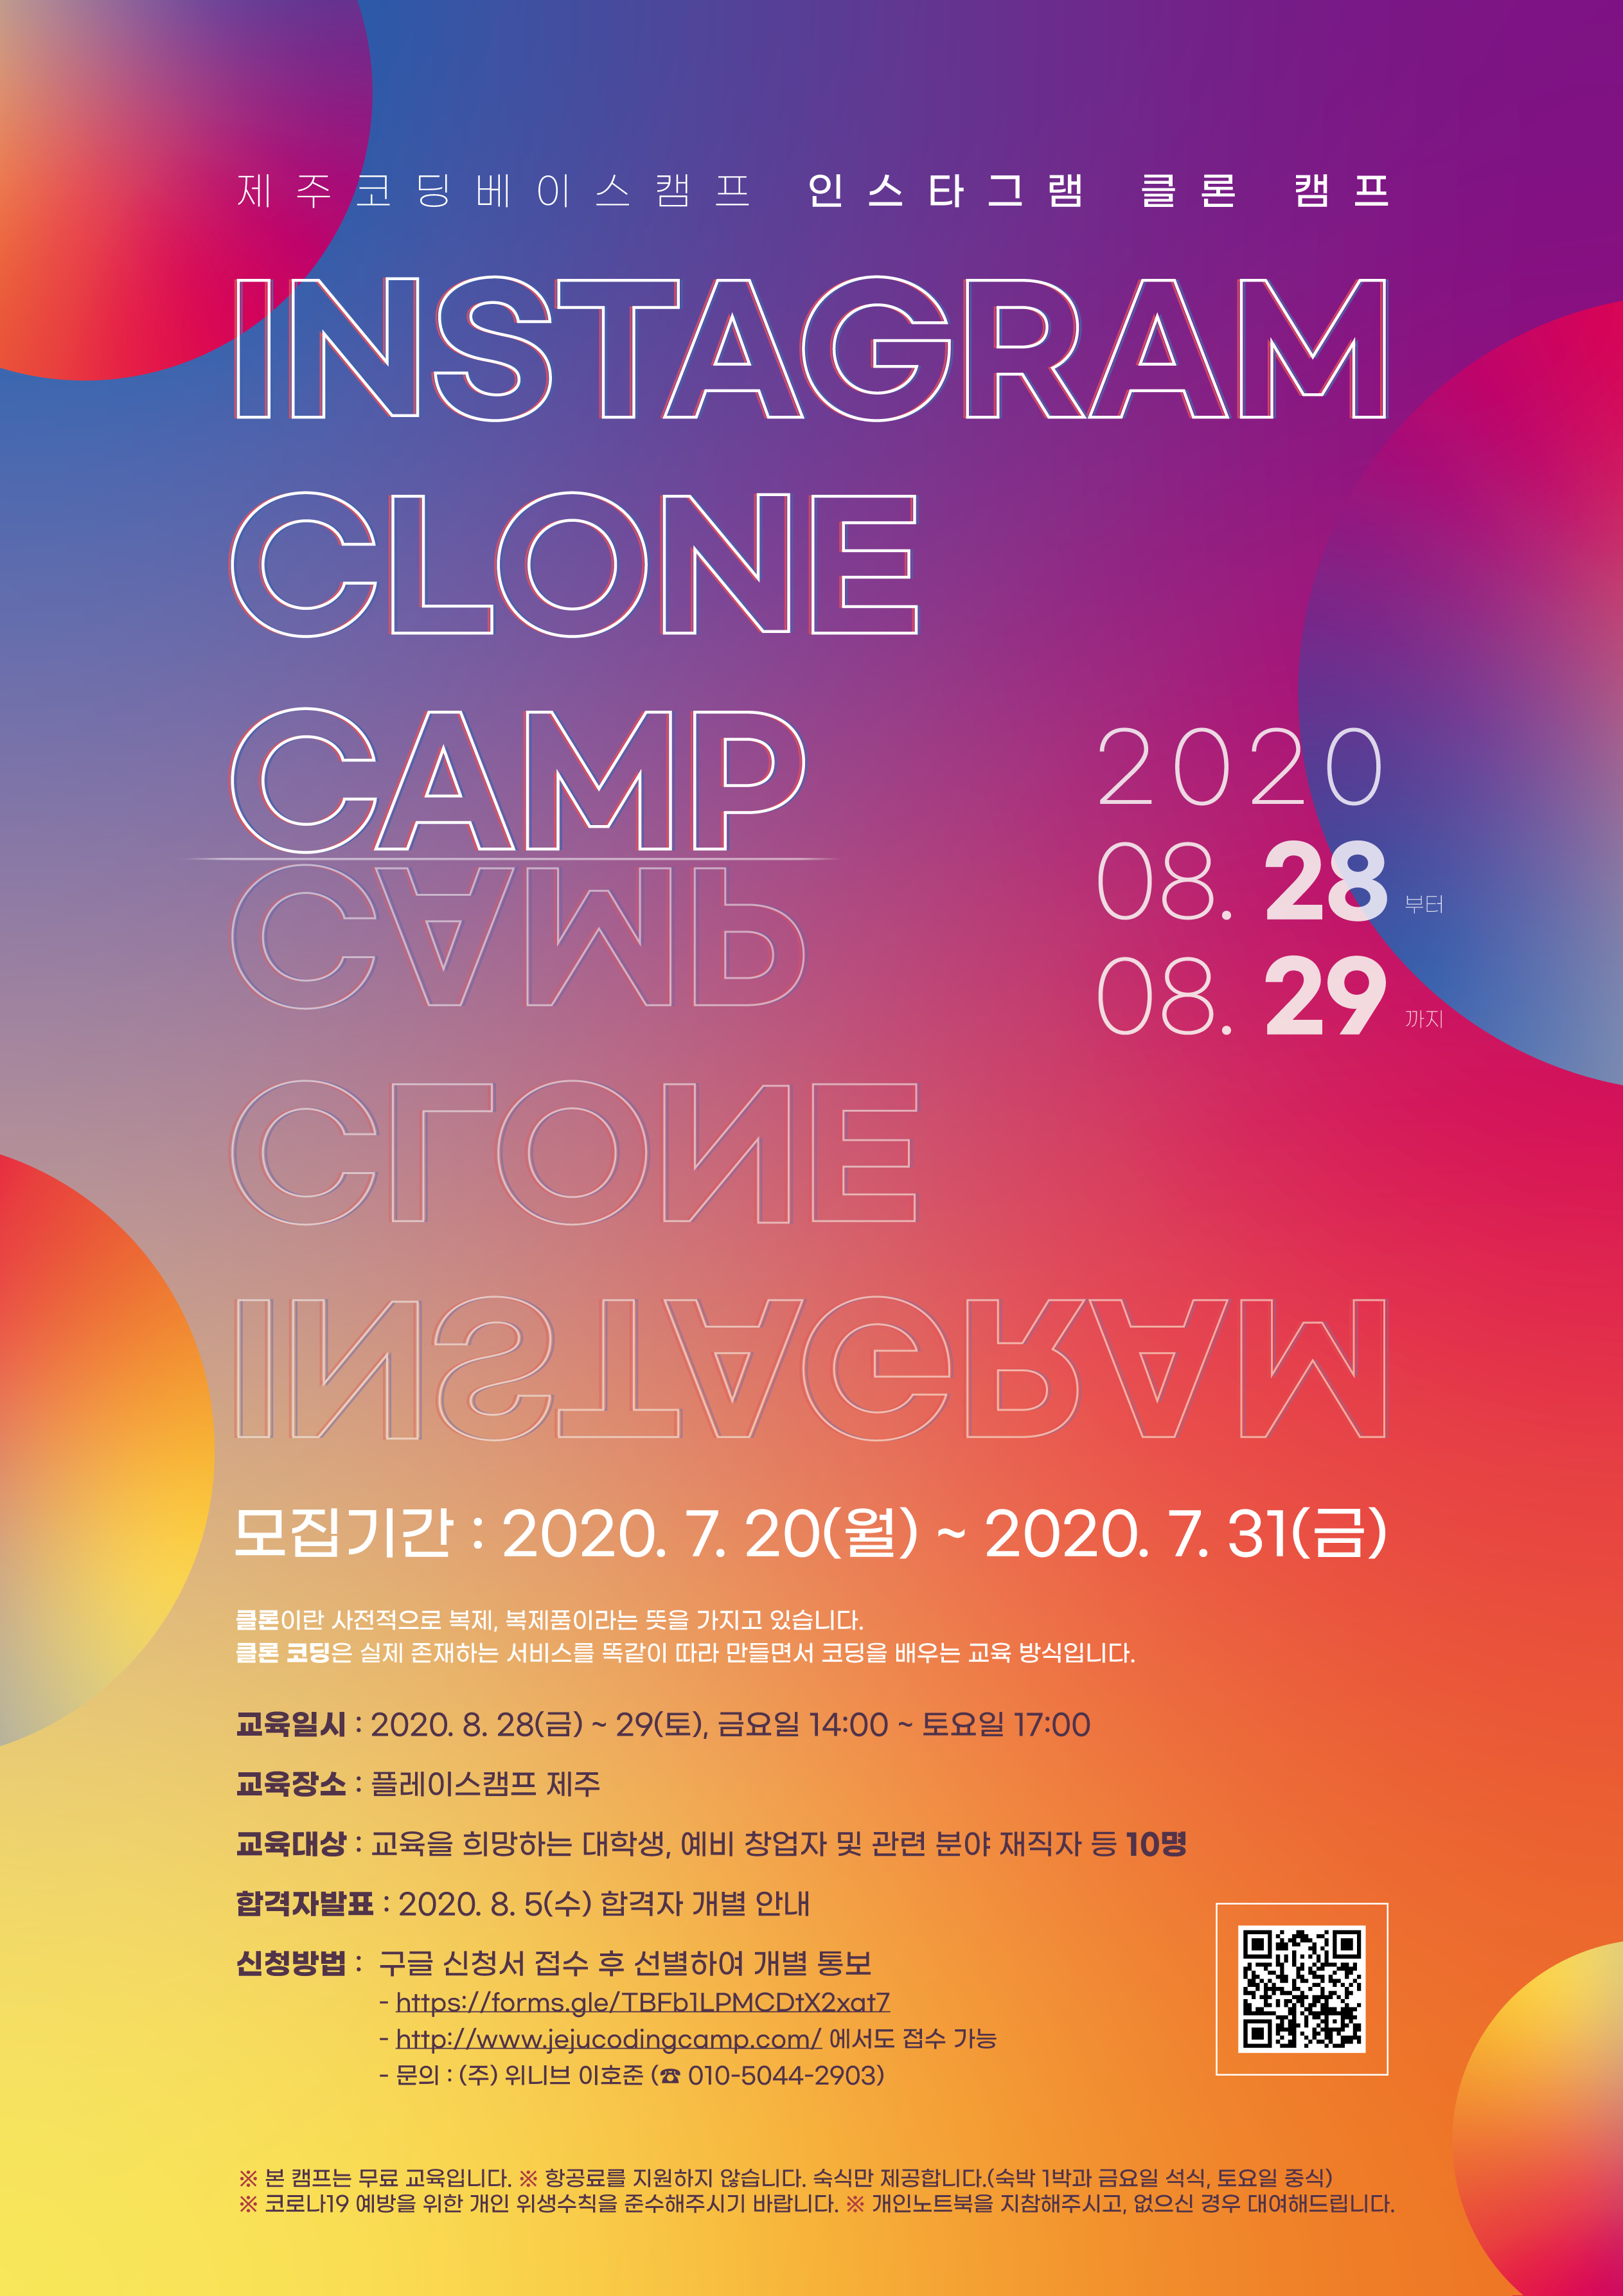 제주코딩베이스캠프 인스타그램 클론 캠프
INSTAGRAM
CLONE
CAMP
2020
08. 28 부터
08. 29 까지
CAMP
CLONE
INSTAGRAM
모집기간 : 2020. 7. 20(월) ~ 2020. 7. 31(금)
클론이란 사전적으로 복제, 복제품이라는 뜻을 가지고 있습니다.
클론 코딩은 실제 존재하는 서비스를 똑같이 따라 만들면서 코딩을 배우는 교육 방식입니다.
교육일시 : 2020. 8. 28(금) ~ 29(토), 금요일 14:00 ~ 토요일 17:00
교육장소 : 플레이스캠프 제주
교육대상 : 교육을 희망하는 대학생, 예비 창업자 및 관련 분야 재직자 등 10명
합격자발표 : 2020. 8. 5(수) 합격자 개별 안내
신청방법 : 구글 신청서 접수 후 선별하여 개별 통보
- https://forms.gle/TBFb1LPMCDtX2xat7
- http://www.jejucodingcamp.com/ 에서도 접수 가능
- 문의 : (주) 위니브 이호준 (☎ 010-5044-2903)
※ 본 캠프는 무료 교육입니다. ※ 항공료를 지원하지 않습니다. 숙식만 제공합니다.(숙박 1박과 금요일 석식, 토요일 중식)
※ 코로나19 예방을 위한 개인 위생수칙을 준수해주시기 바랍니다. ※ 개인노트북을 지참해주시고, 없으신 경우 대여해드립니다.